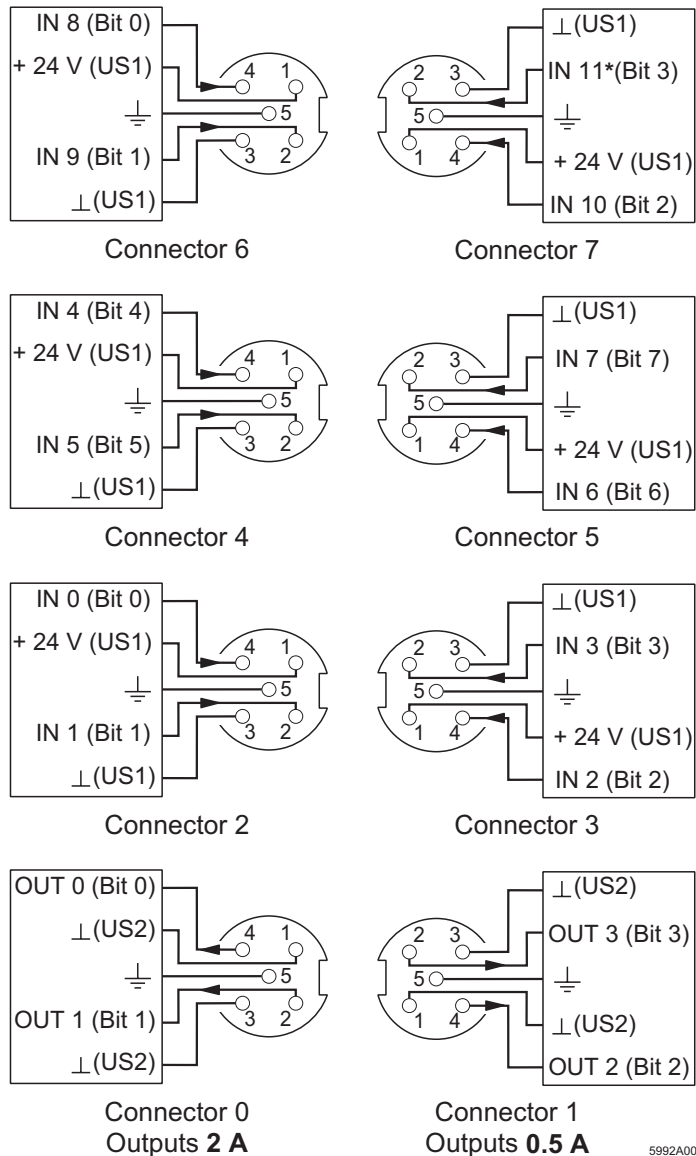 IN 8 (Bit 0)
+ 24 V (US1)
IN 9 (Bit 1)
⊥(US1)
4 1
5
3 2
Connector 6
⊥(US1)
IN 11*(Bit 3)
+ 24 V (US1)
IN 10 (Bit 2)
2 3
5
1 4
Connector 7
IN 4 (Bit 4)
+ 24 V (US1)
IN 5 (Bit 5)
⊥(US1)
4 1
5
3 2
Connector 4
⊥(US1)
IN 7 (Bit 7)
+ 24 V (US1)
IN 6 (Bit 6)
2 3
5
1 4
Connector 5
IN 0 (Bit 0)
+ 24 V (US1)
IN 1 (Bit 1)
⊥(US1)
4 1
5
3 2
Connector 2
⊥(US1)
IN 3 (Bit 3)
+ 24 V (US1)
IN 2 (Bit 2)
2 3
5
1 4
Connector 3
OUT 0 (Bit 0)
⊥(US2)
OUT 1 (Bit 1)
⊥(US2)
4 1
5
3 2
Connector 0
Outputs 2 A
⊥(US2)
OUT 3 (Bit 3)
⊥(US2)
OUT 2 (Bit 2)
2 3
5
1 4
Connector 1
Outputs 0.5 A
5992A00